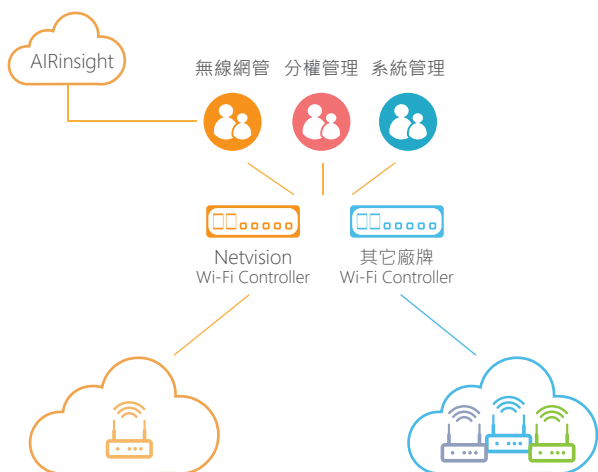 AIRinsight
無線網管 分權管理 系統管理
Netvision
Wi-Fi Controller
其它廠牌
Wi-Fi Controller